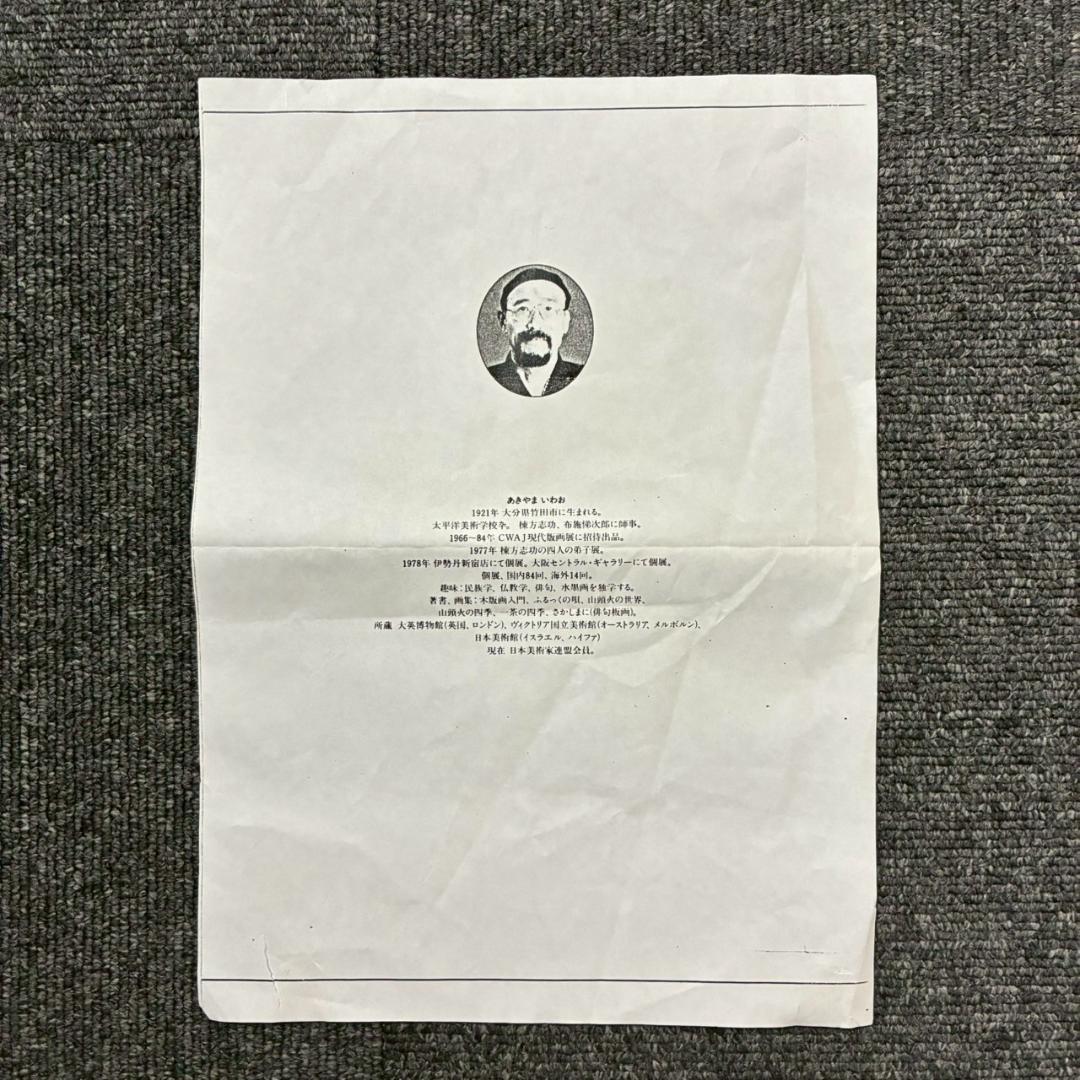 あきやま いわお
1921年 大分県竹田市に生まれる。
太平洋美術学校卆。 棟方志功、布施悌次郎に師事。
1966〜84年 CWAJ現代版画展に招待出品。
1977年 棟方志功の四人の弟子展。
1978年 伊勢丹新宿店にて個展。大阪セントラル・ギャラリーにて個展。
個展、国内84回、海外14回。
趣味：民族学、仏教学、俳句、水墨画を独学する。
著書、画集：木版画入門、ふるっくの唄、山頭火の世界、
山頭火の四季、一茶の四季、さかしまに(俳句板画)。
所蔵 大英博物館(英国、ロンドン)、ヴィクトリア国立美術館(オーストラリア、メルボルン)、
日本美術館(イスラエル、ハイファ)
現在 日本美術家連盟会員。